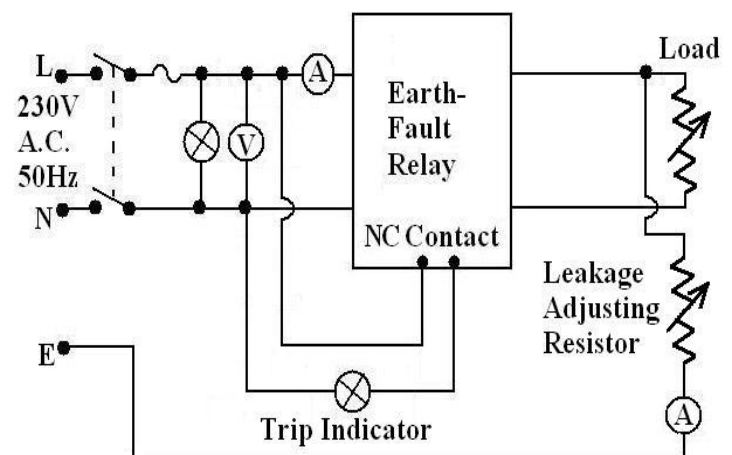 L
230V
A.C.
50Hz
N
E
V
A
Earth-
Fault
Relay
NC Contact
Load
Leakage
Adjusting
Resistor
A
Trip Indicator